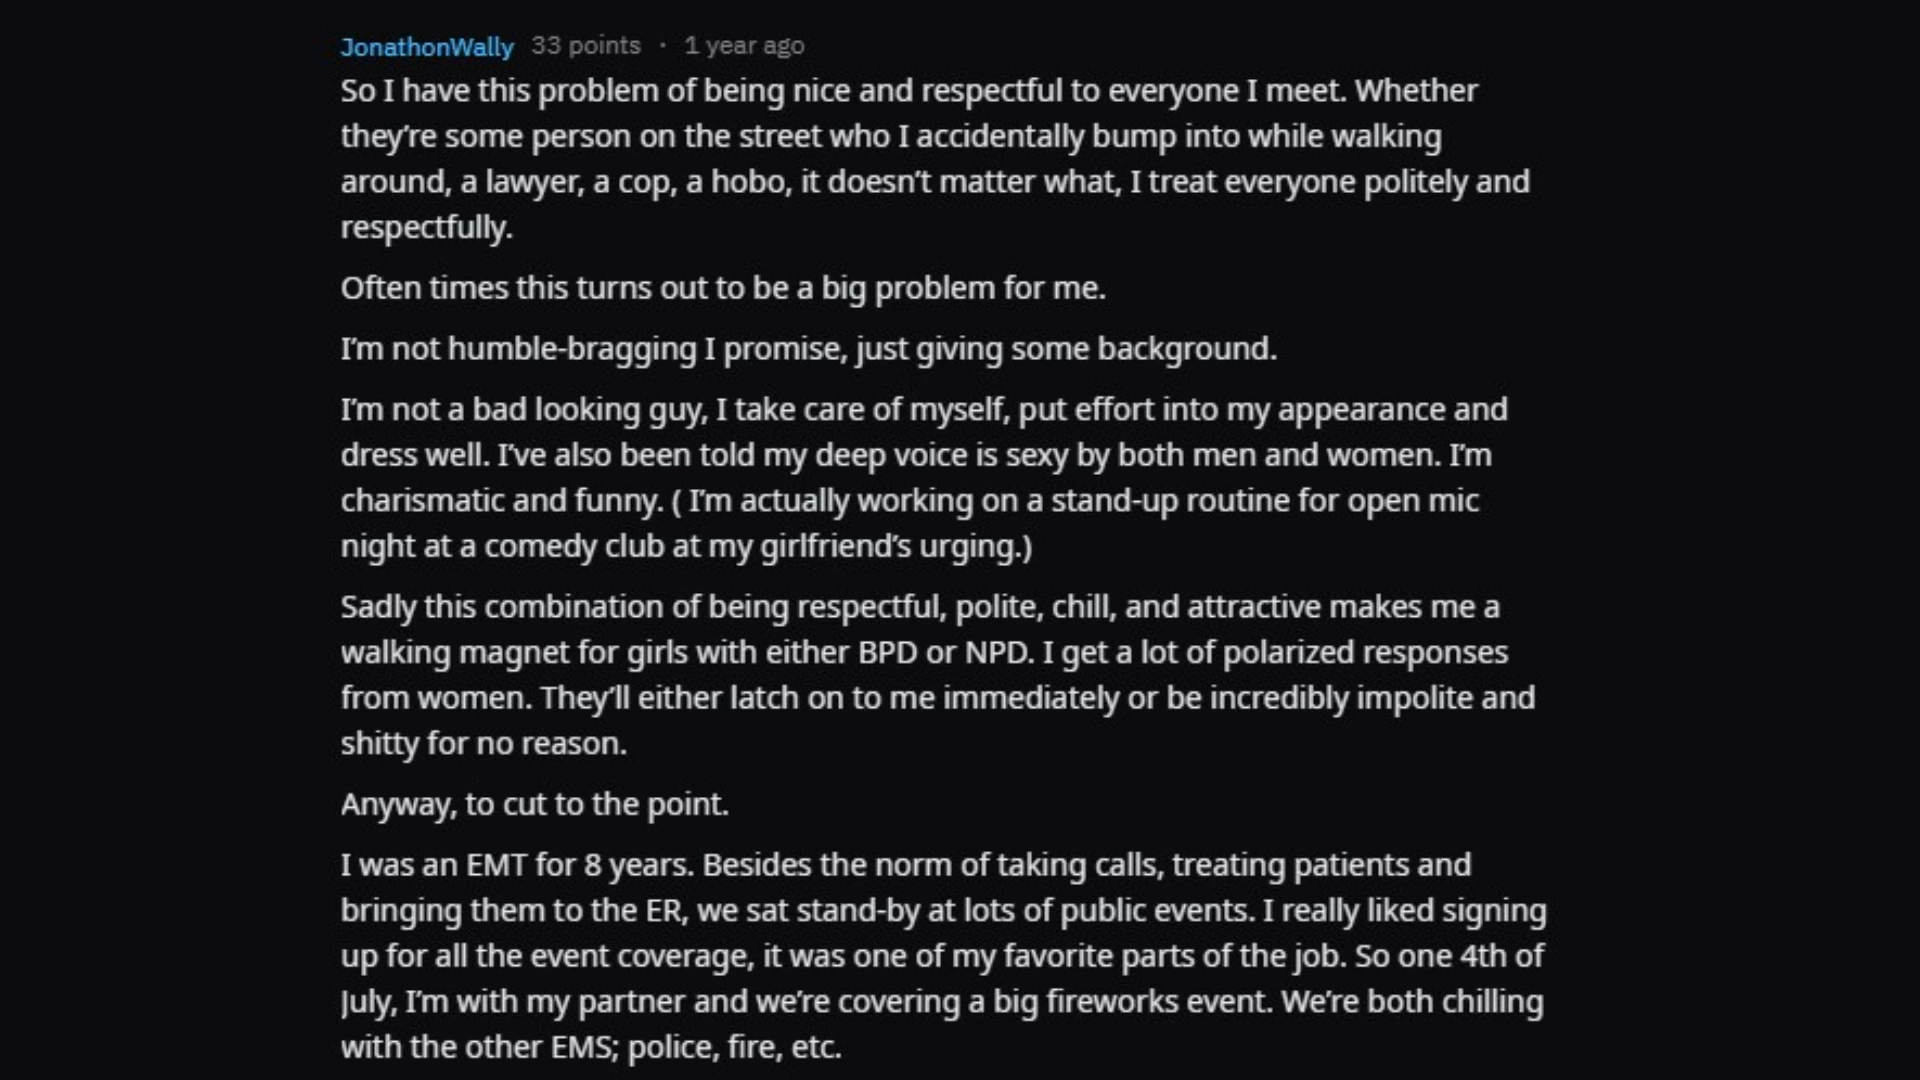 JonathonWally 33 points · 1 year ago
So I have this problem of being nice and respectful to everyone I meet. Whether
they’re some person on the street who I accidentally bump into while walking
around, a lawyer, a cop, a hobo, it doesn’t matter what, I treat everyone politely and
respectfully.
Often times this turns out to be a big problem for me.
I’m not humble-bragging I promise, just giving some background.
I’m not a bad looking guy, I take care of myself, put effort into my appearance and
dress well. I’ve also been told my deep voice is sexy by both men and women. I’m
charismatic and funny. ( I’m actually working on a stand-up routine for open mic
night at a comedy club at my girlfriend’s urging.)
Sadly this combination of being respectful, polite, chill, and attractive makes me a
walking magnet for girls with either BPD or NPD. I get a lot of polarized responses
from women. They’ll either latch on to me immediately or be incredibly impolite and
shitty for no reason.
Anyway, to cut to the point.
I was an EMT for 8 years. Besides the norm of taking calls, treating patients and
bringing them to the ER, we sat stand-by at lots of public events. I really liked signing
up for all the event coverage, it was one of my favorite parts of the job. So one 4th of
July, I’m with my partner and we’re covering a big fireworks event. We’re both chilling
with the other EMS; police, fire, etc.